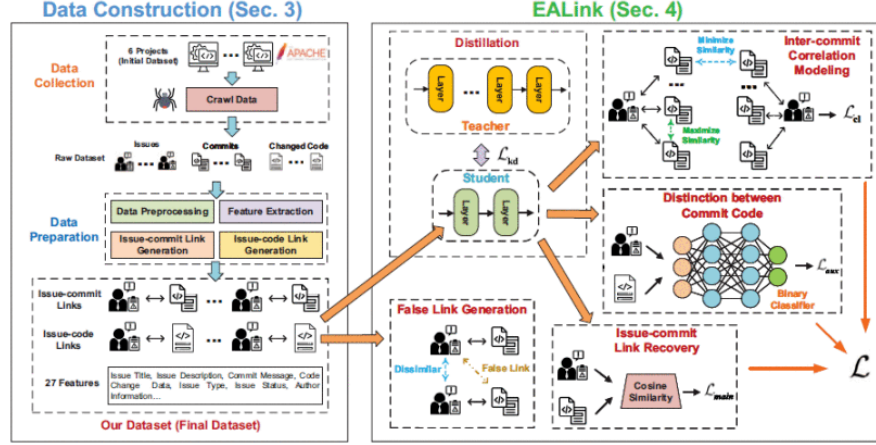 Data Construction (Sec. 3)
6 Projects
(Initial Dataset)
APACHE
Data
Collection
Crawl Data
Raw Dataset
Issues
Commits
Changed Code
Data
Preparation
Data Preprocessing
Feature Extraction
Issue-commit Link
Generation
Issue-code Link
Generation
Issue-commit
Links
Issue-code
Links
27 Features
Issue Title, Issue Description, Commit Message, Code
Change Data, Issue Type, Issue Status, Author
Information...
Our Dataset (Final Dataset)
EALink (Sec. 4)
Distillation
Layer
...
Layer
Layer
Teacher
ℒkd
Student
Layer
Layer
False Link Generation
Dissimilar
False Link
Minimize
Similarity
Maximize
Similarity
Inter-commit
Correlation
Modeling
ℒcl
Distinction between
Commit Code
Binary
Classifier
ℒaux
Issue-commit
Link Recovery
Cosine
Similarity
ℒmain
ℒ